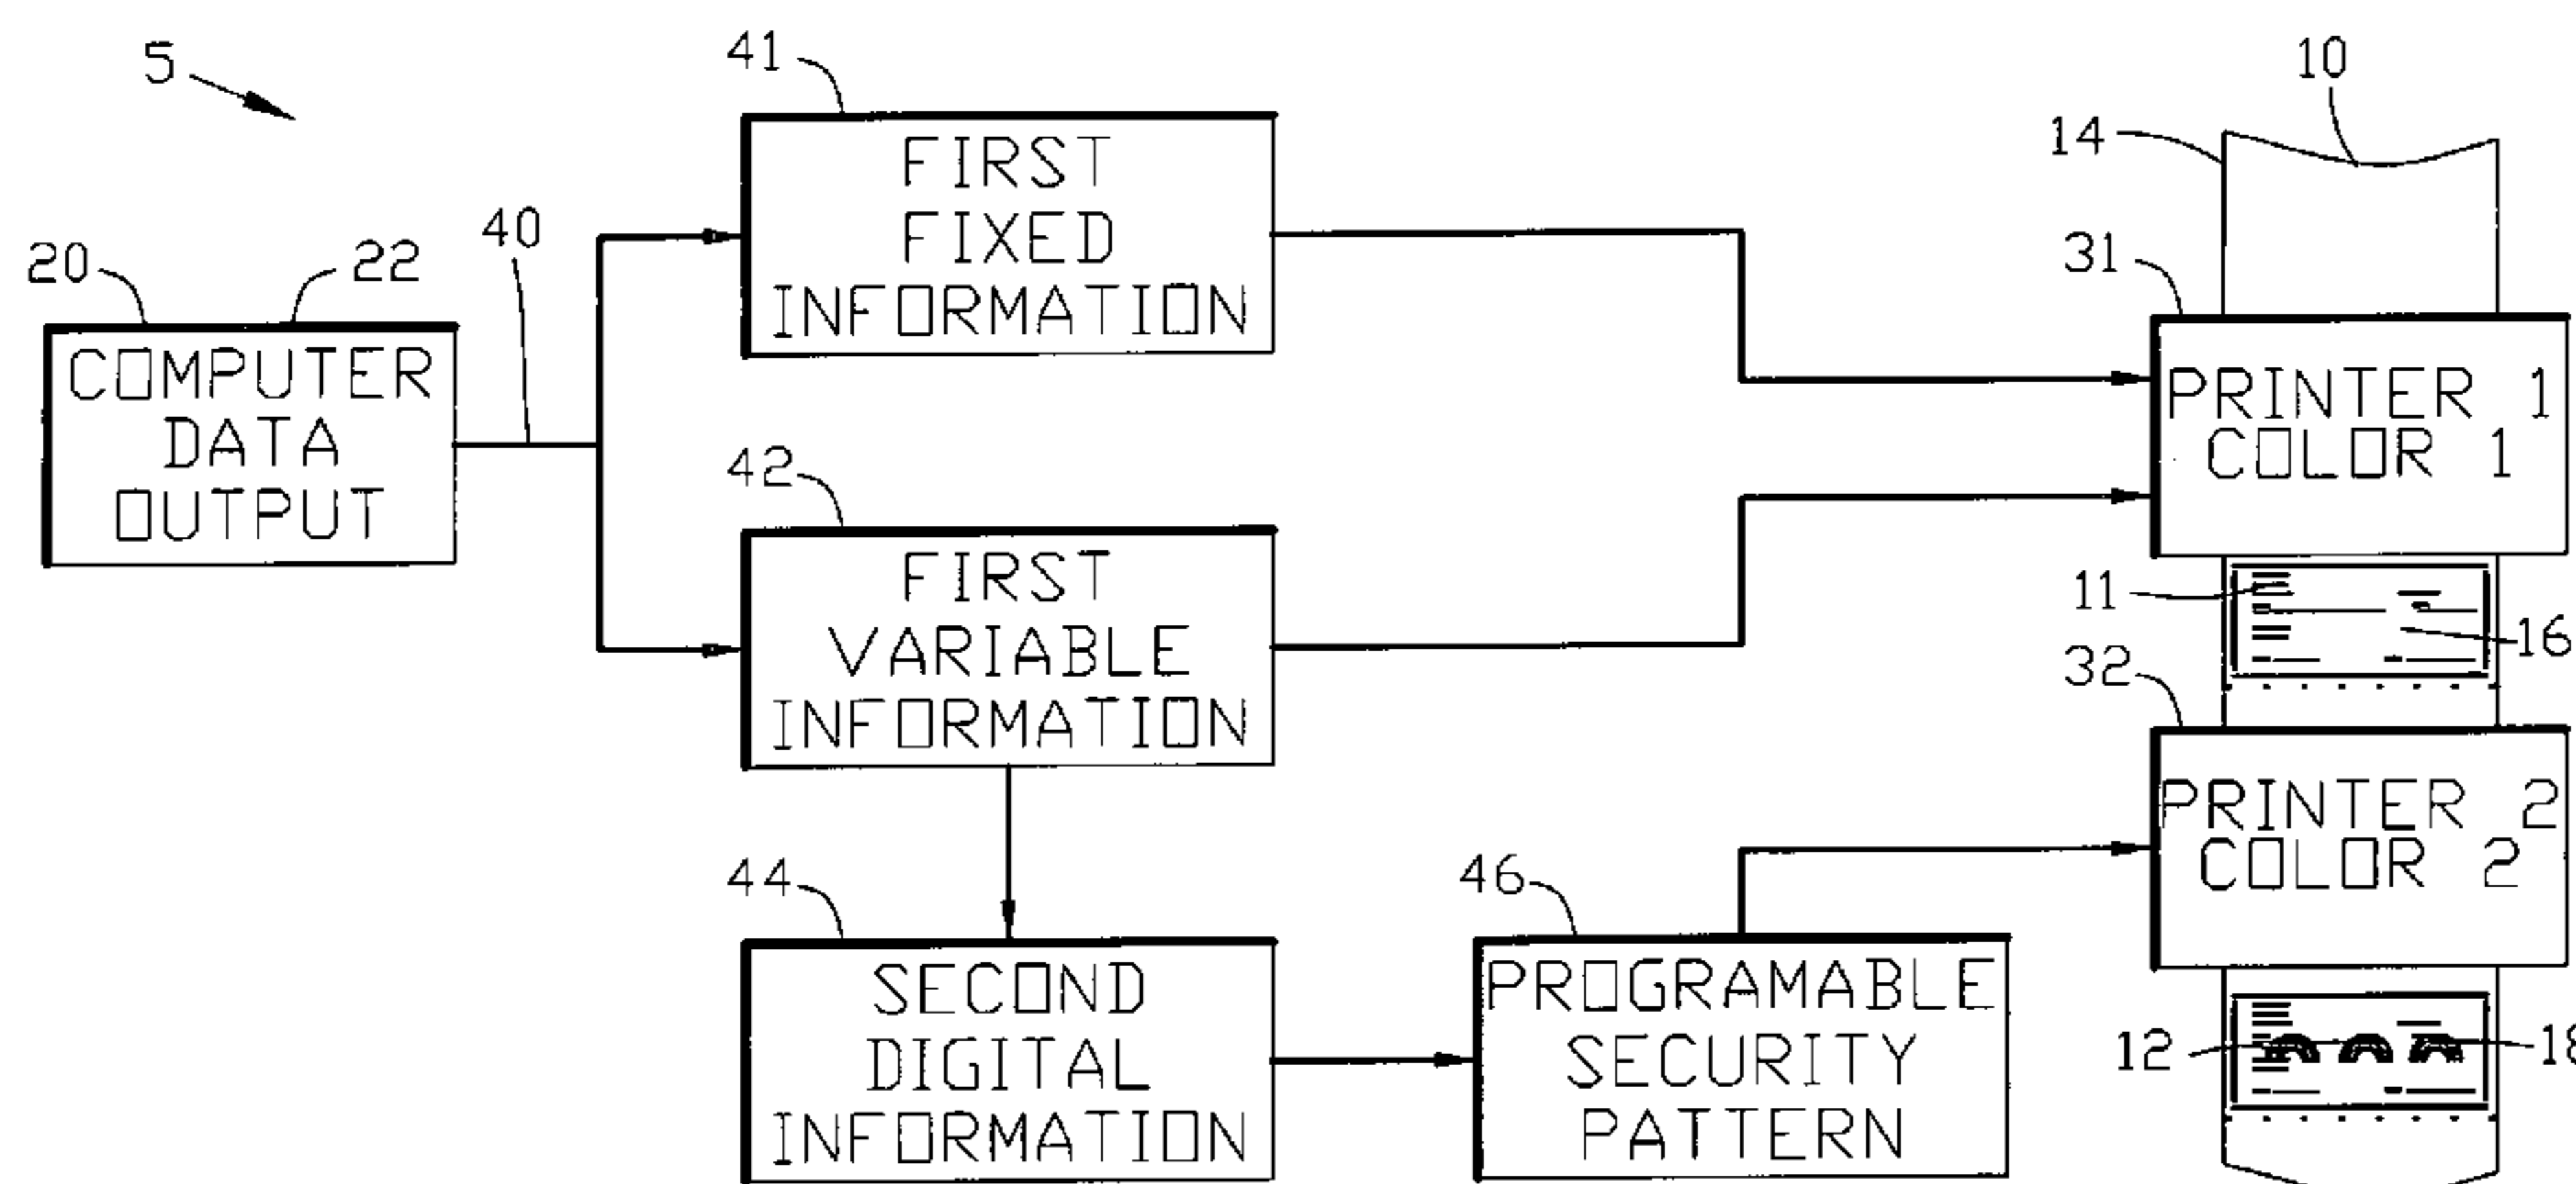 5
41
10
14
40
20
22
31
FIRST
FIXED
INFORMATION
COMPUTER
DATA
OUTPUT
PRINTER 1
COLOR 1
42
11
16
32
FIRST
VARIABLE
INFORMATION
PRINTER 2
COLOR 2
44
46
SECOND
DIGITAL
INFORMATION
PROGRAMABLE
SECURITY
PATTERN
12
18